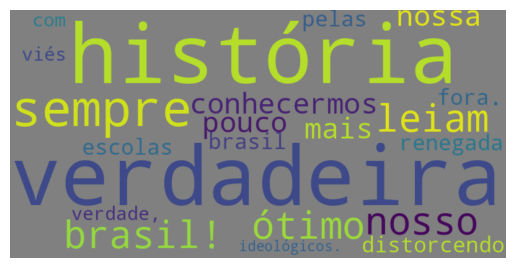 com pelas nossa
história
viés
sempre conhecermos fora.
pouco mais leiam
escolas brasil renegada
verdadeira
verdade, ótimo nosso
brasil! ideológicos. distorcendo